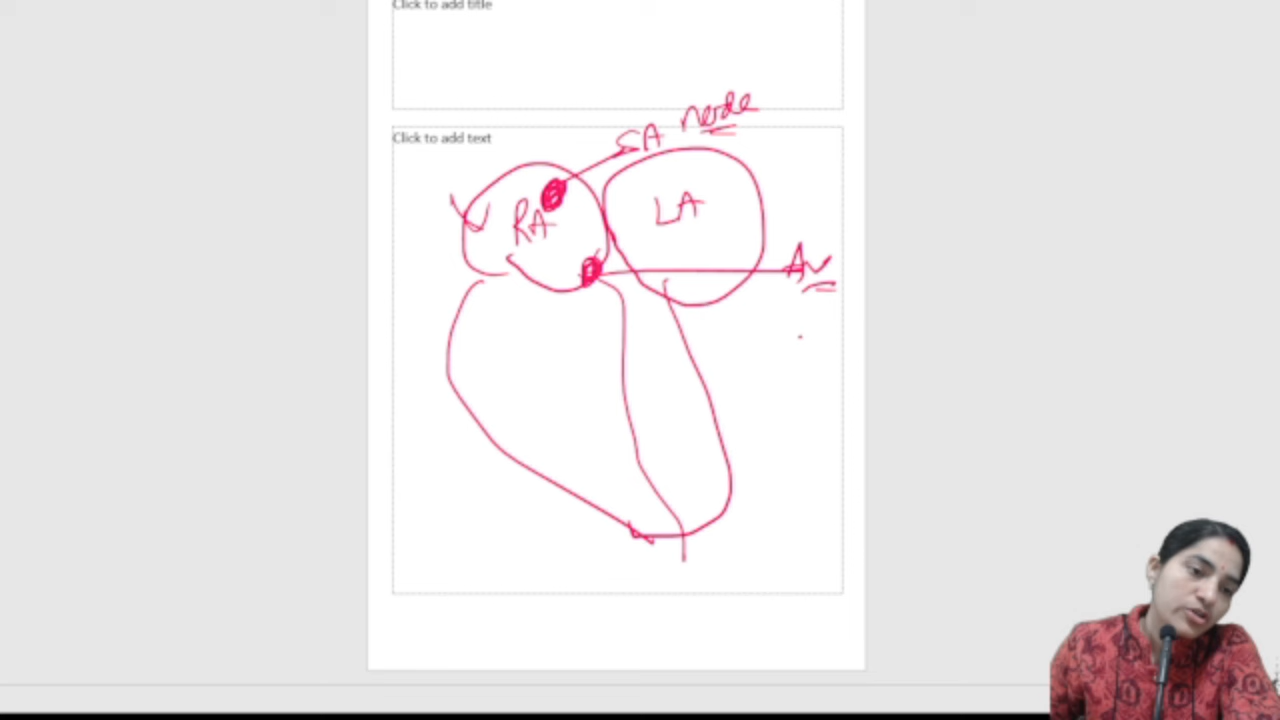 Click to add title
SA node
Click to add text
RA
LA
AV